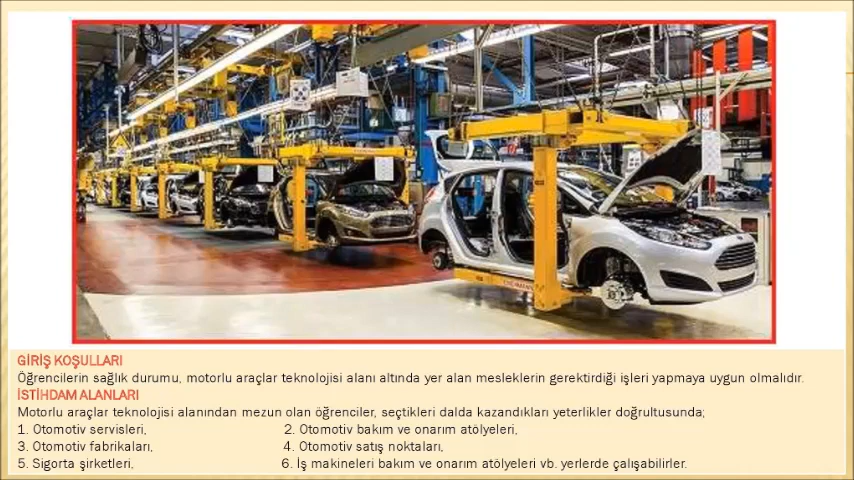 GİRİŞ KOŞULLARI
Öğrencilerin sağlık durumu, motorlu araçlar teknolojisi alanı altında yer alan mesleklerin gerektirdiği işleri yapmaya uygun olmalıdır.
İSTİHDAM ALANLARI
Motorlu araçlar teknolojisi alanından mezun olan öğrenciler, seçtikleri dalda kazandıkları yeterlikler doğrultusunda;
1. Otomotiv servisleri, 2. Otomotiv bakım ve onarım atölyeleri,
3. Otomotiv fabrikaları, 4. Otomotiv satış noktaları,
5. Sigorta şirketleri, 6. İş makineleri bakım ve onarım atölyeleri vb. yerlerde çalışabilirler.